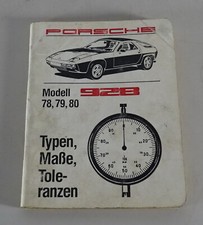 PORSCHE
Modell 928
78, 79, 80
Typen,
Maße,
Tole-
ranzen